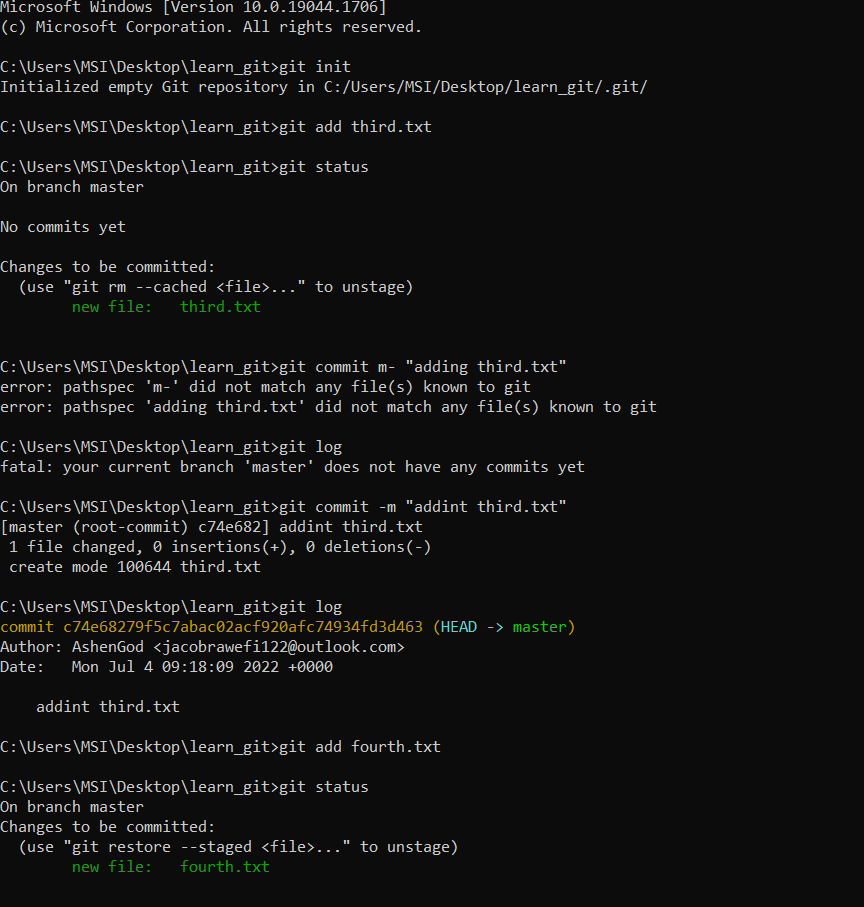 Microsoft Windows [Version 10.0.19044.1706]
(c) Microsoft Corporation. All rights reserved.
C:\Users\MSI\Desktop\learn_git>git init
Initialized empty Git repository in C:/Users/MSI/Desktop/learn_git/.git/
C:\Users\MSI\Desktop\learn_git>git add third.txt
C:\Users\MSI\Desktop\learn_git>git status
On branch master
No commits yet
Changes to be committed:
  (use "git rm --cached <file>..." to unstage)
        new file:   third.txt
C:\Users\MSI\Desktop\learn_git>git commit m- "adding third.txt"
error: pathspec 'm-' did not match any file(s) known to git
error: pathspec 'adding third.txt' did not match any file(s) known to git
C:\Users\MSI\Desktop\learn_git>git log
fatal: your current branch 'master' does not have any commits yet
C:\Users\MSI\Desktop\learn_git>git commit -m "addint third.txt"
[master (root-commit) c74e682] addint third.txt
 1 file changed, 0 insertions(+), 0 deletions(-)
 create mode 100644 third.txt
C:\Users\MSI\Desktop\learn_git>git log
commit c74e68279f5c7abac02acf920afc74934fd3d463 (HEAD -> master)
Author: AshenGod <jacobrawefi122@outlook.com>
Date:   Mon Jul 4 09:18:09 2022 +0000
    addint third.txt
C:\Users\MSI\Desktop\learn_git>git add fourth.txt
C:\Users\MSI\Desktop\learn_git>git status
On branch master
Changes to be committed:
  (use "git restore --staged <file>..." to unstage)
        new file:   fourth.txt